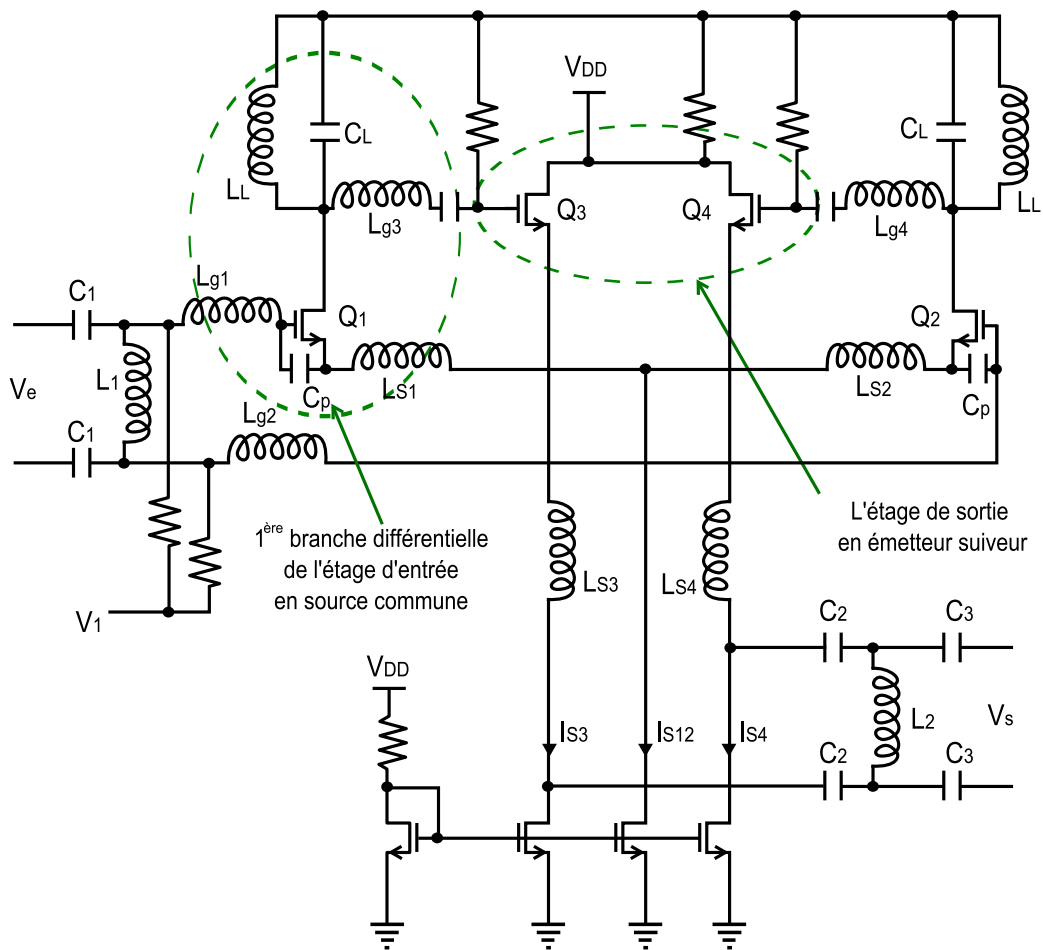 VDD
CL
CL
LL
Q3
Q4
LL
Lg3
Lg4
Lg1
C1
Q1
Q2
L1
Ve
LS1
LS2
Cp
Cp
C1
Lg2
1ère branche différentielle
de l'étage d'entrée
en source commune
L'étage de sortie
en émetteur suiveur
LS3
LS4
V1
C2
C3
VDD
L2
Vs
IS3
IS12
IS4
C2
C3